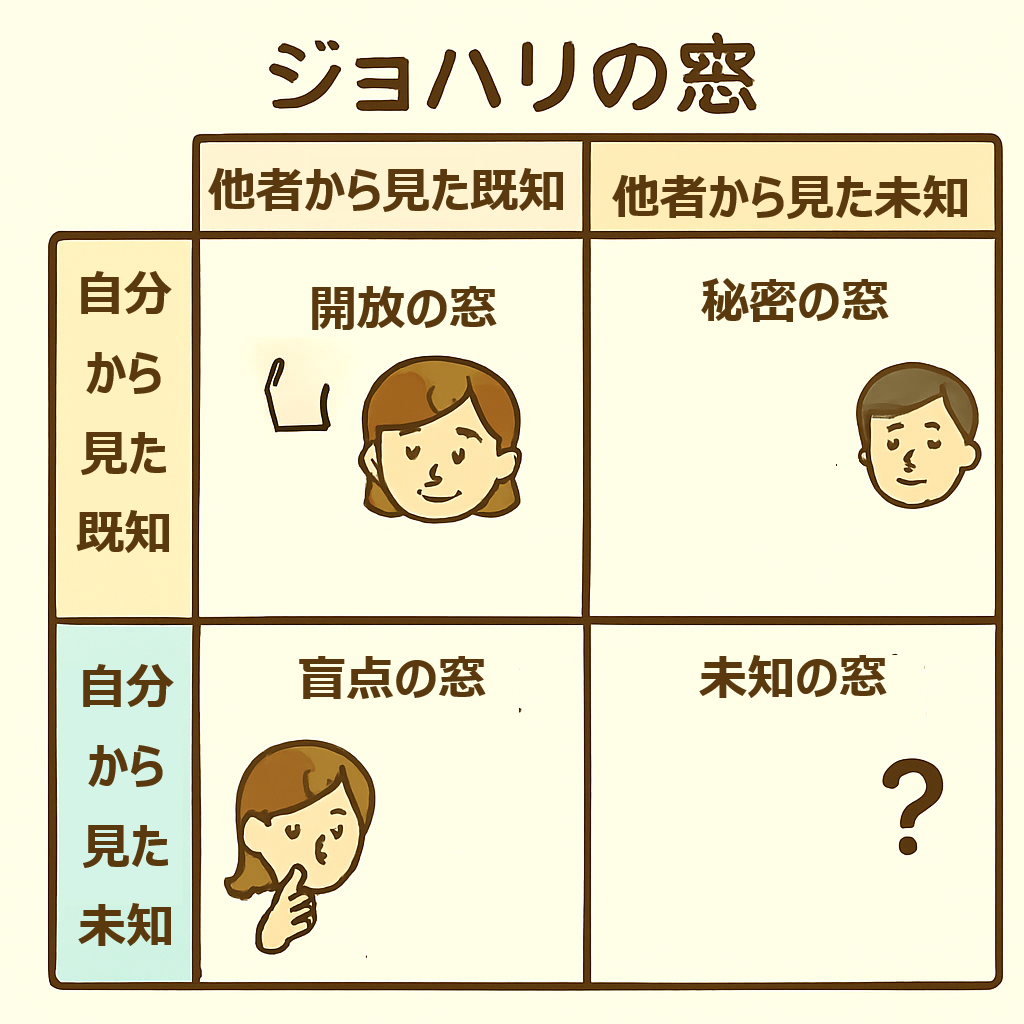 ジョハリの窓
他者から見た既知
他者から見た未知
自分
から
見た
既知
開放の窓
秘密の窓
自分
から
見た
未知
盲点の窓
未知の窓
?